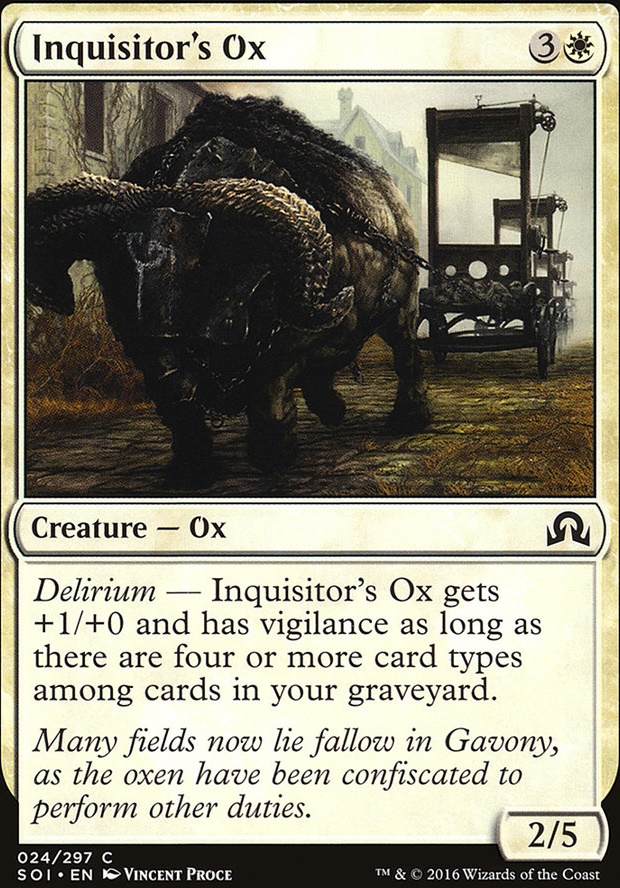 Inquisitor's Ox 3
Creature — Ox
Delirium — Inquisitor's Ox gets
+1/+0 and has vigilance as long as
there are four or more card types
among cards in your graveyard.
Many fields now lie fallow in Gavony,
as the oxen have been confiscated to
perform other duties.
2/5
024/297 C
SOI • EN Vincent Proce
™ & © 2016 Wizards of the Coast